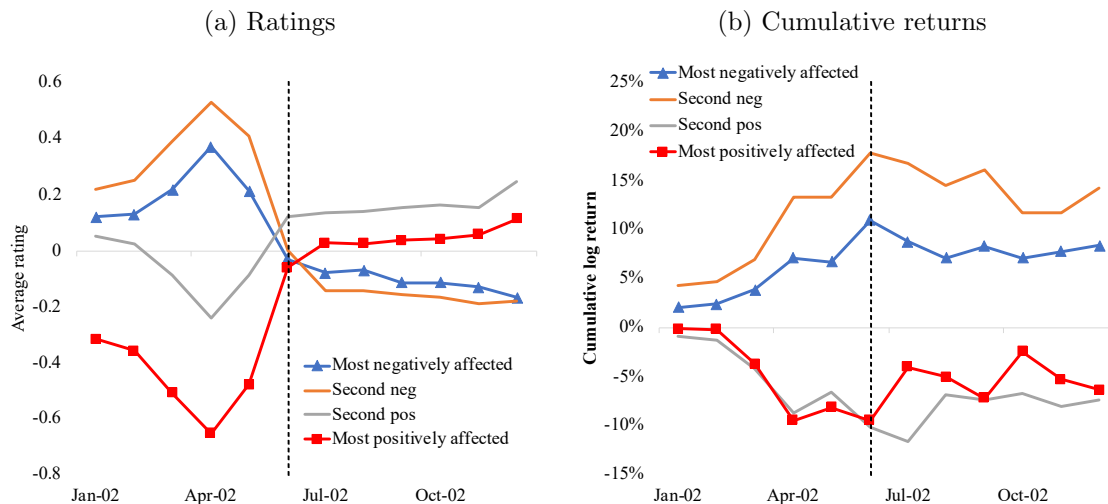 (a) Ratings
Average rating
0.6
0.4
0.2
0
-0.2
-0.4
-0.6
-0.8
Jan-02 Apr-02 Jul-02 Oct-02
Most negatively affected
Second neg
Second pos
Most positively affected
(b) Cumulative returns
Cumulative log return
25%
20%
15%
10%
5%
0%
-5%
-10%
-15%
Jan-02 Apr-02 Jul-02 Oct-02
Most negatively affected
Second neg
Second pos
Most positively affected